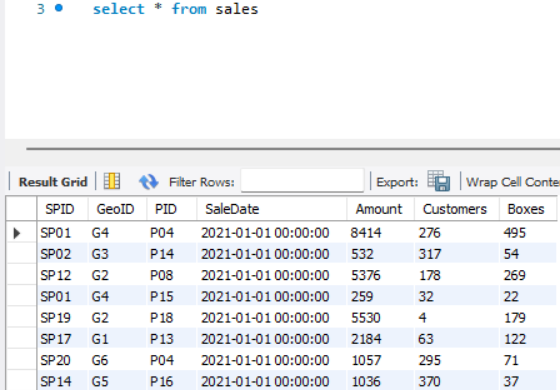 3 select * from sales
Result Grid Filter Rows: Export: Wrap Cell Conte
SPID GeoID PID SaleDate Amount Customers Boxes
SP01 G4 P04 2021-01-01 00:00:00 8414 276 495
SP02 G3 P14 2021-01-01 00:00:00 532 317 54
SP12 G2 P08 2021-01-01 00:00:00 5376 178 269
SP01 G4 P15 2021-01-01 00:00:00 259 32 22
SP19 G2 P18 2021-01-01 00:00:00 5530 4 179
SP17 G1 P13 2021-01-01 00:00:00 2184 63 122
SP20 G6 P04 2021-01-01 00:00:00 1057 295 71
SP14 G5 P16 2021-01-01 00:00:00 1036 370 37